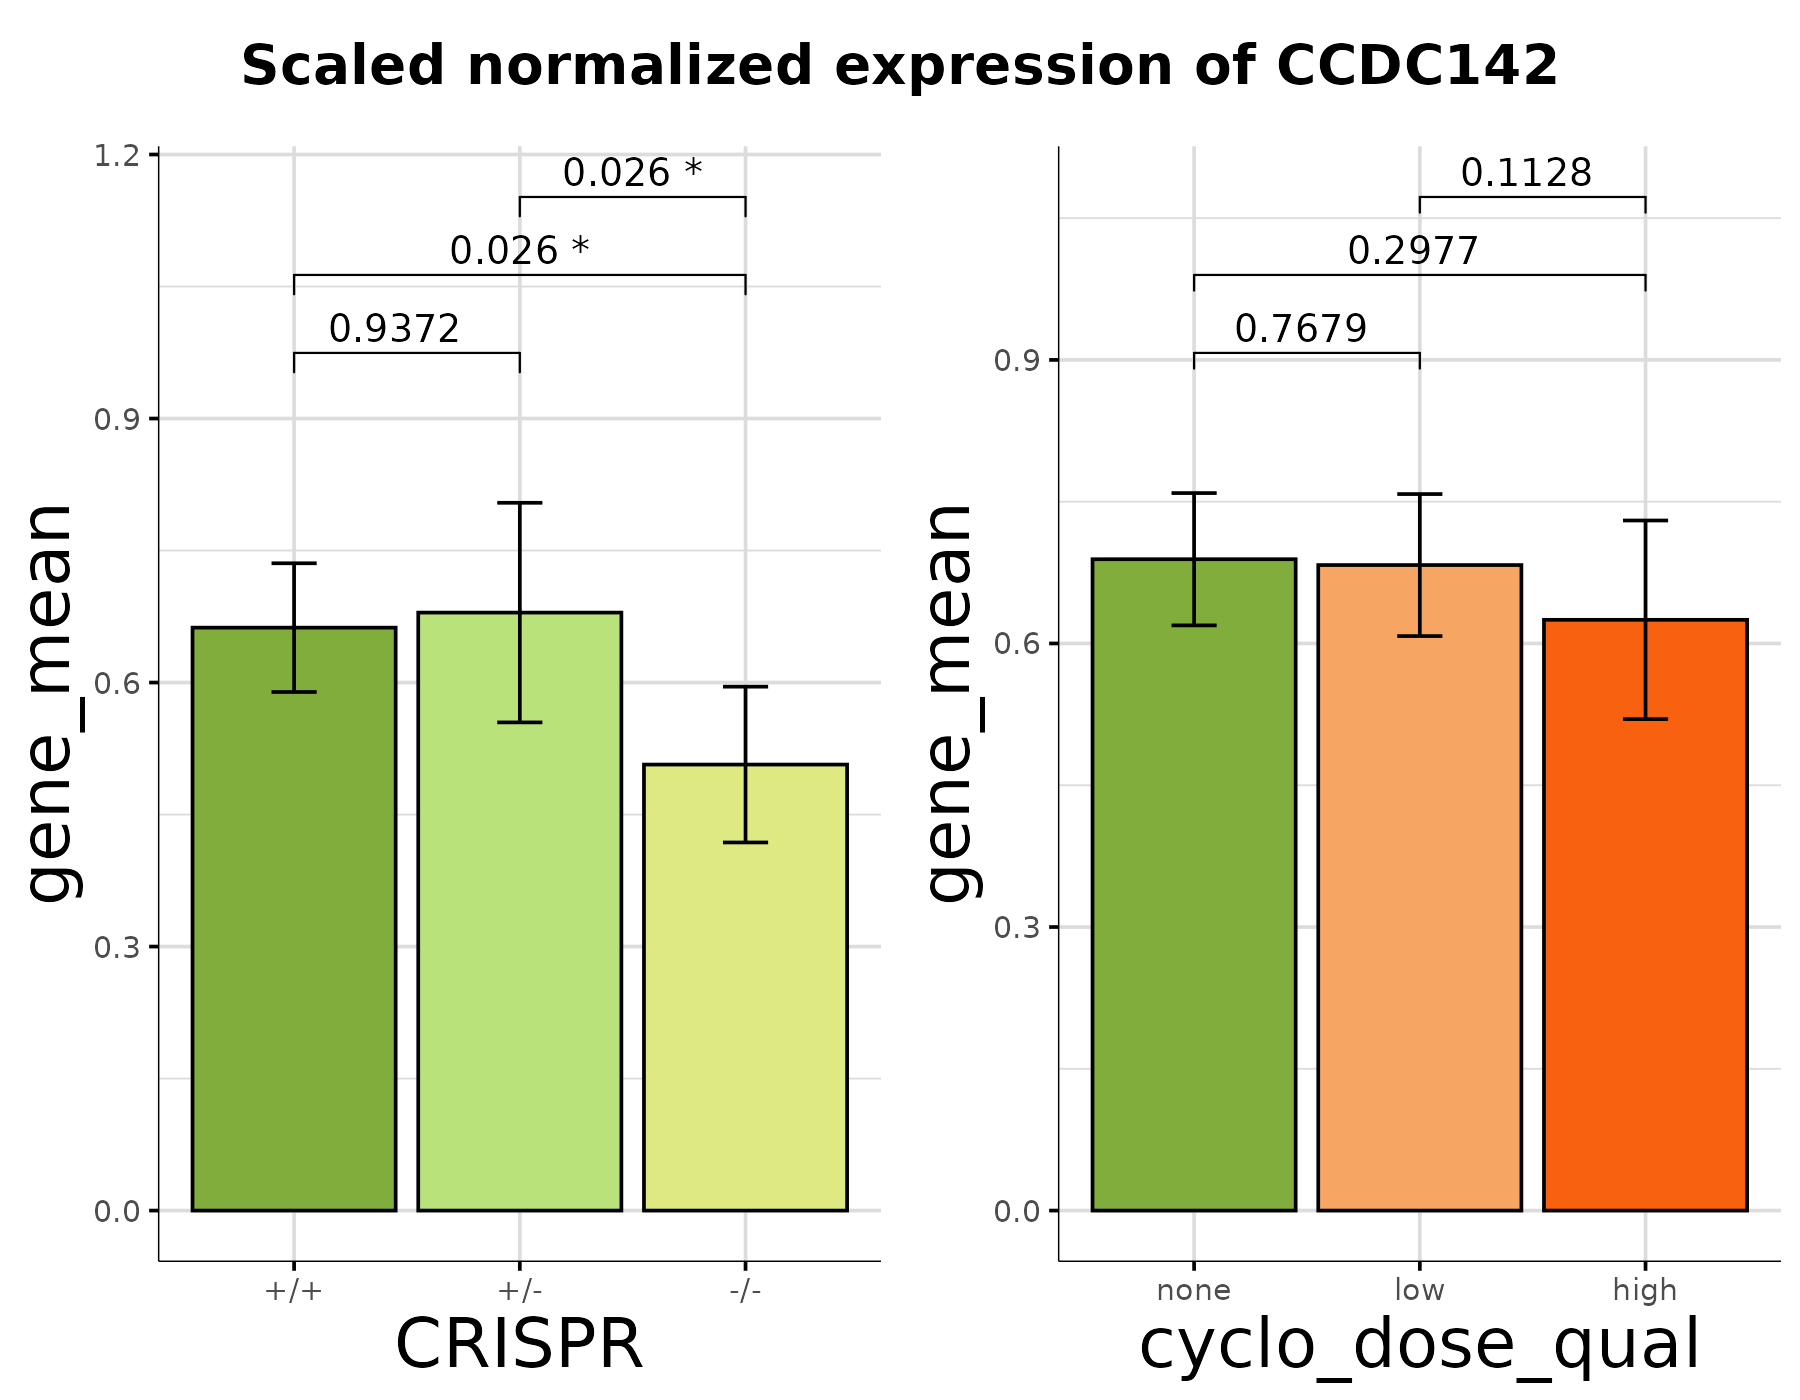 Scaled normalized expression of CCDC142
gene_mean
1.2
0.9
0.6
0.3
0.0
0.026 *
0.026 *
0.9372
+/+
+/-
-/-
CRISPR
gene_mean
0.9
0.6
0.3
0.0
0.1128
0.2977
0.7679
none
low
high
cyclo_dose_qual